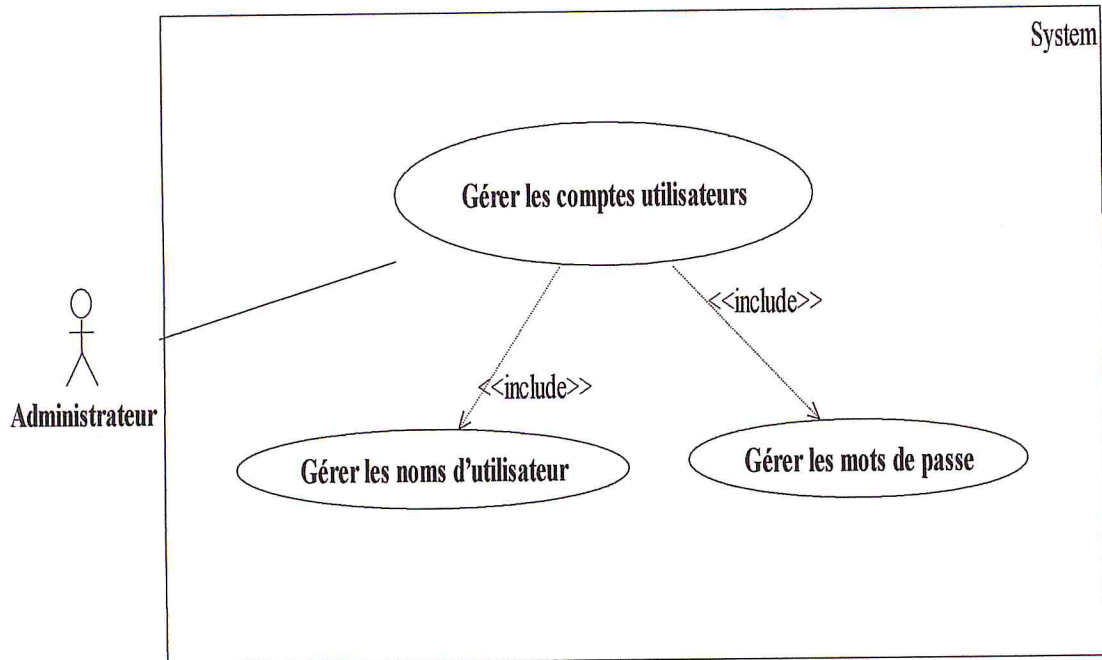 System
Gérer les comptes utilisateurs
<<include>>
<<include>>
Administrateur
Gérer les noms d'utilisateur
Gérer les mots de passe